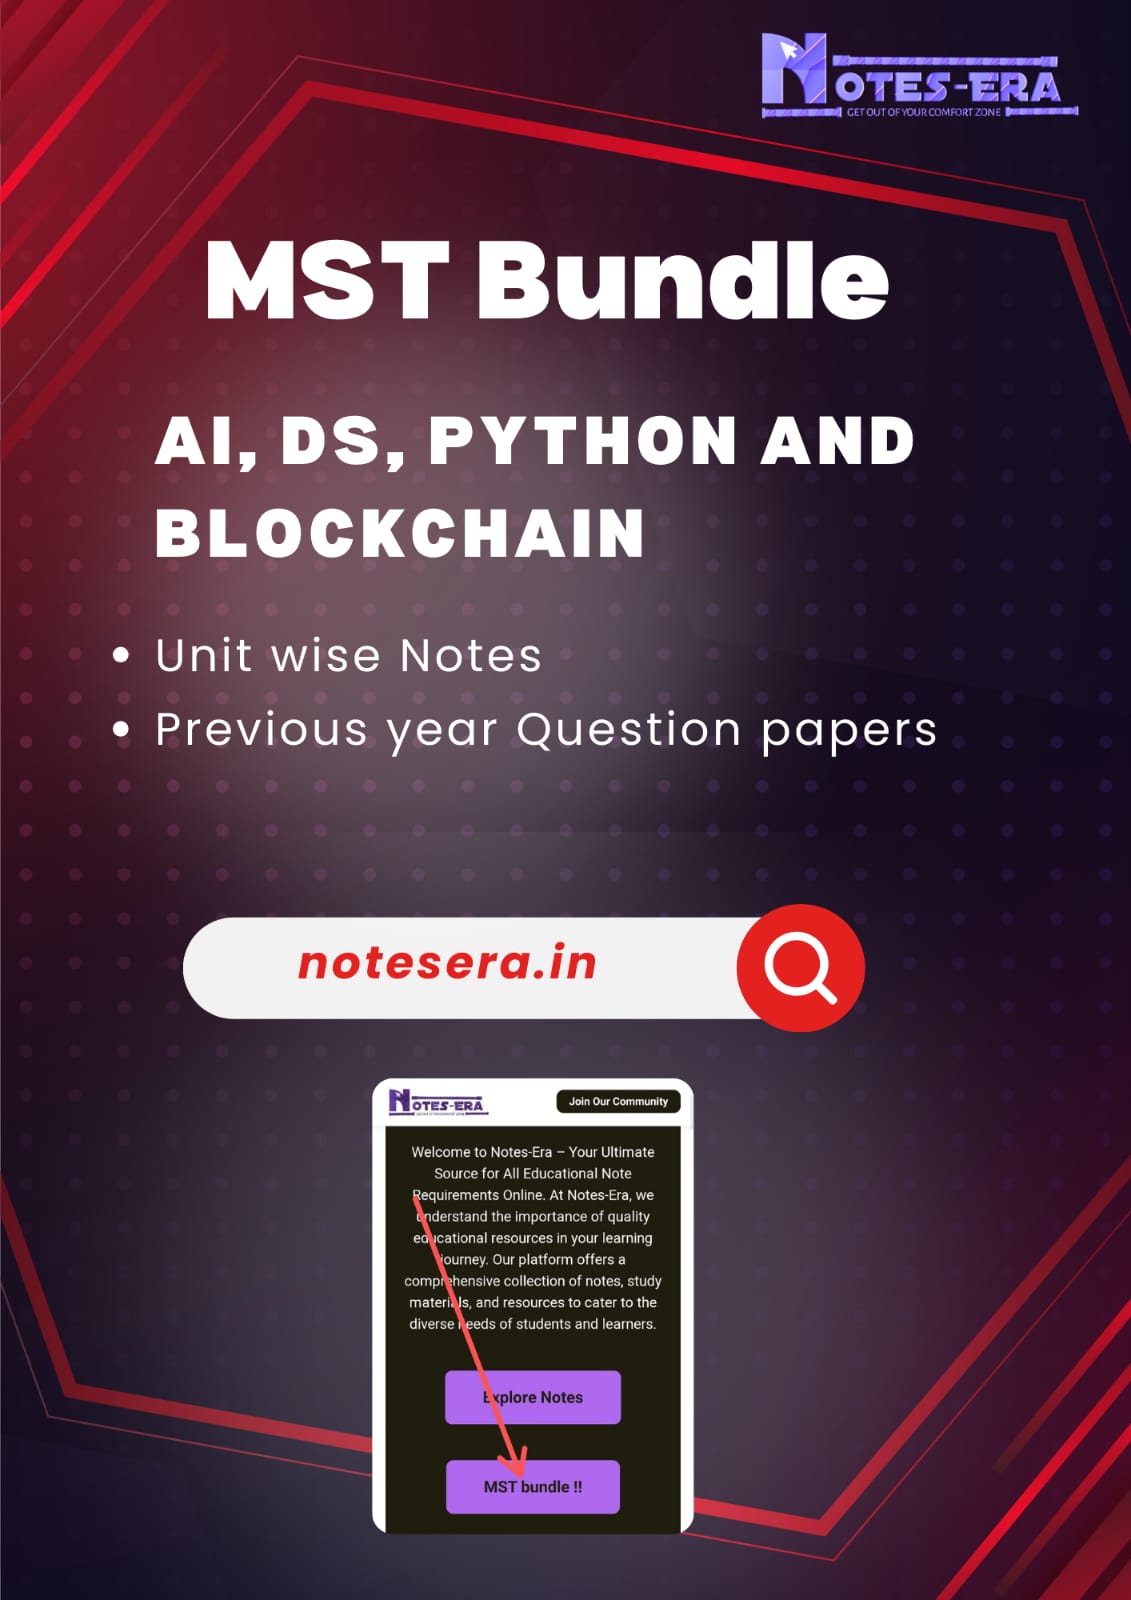 NOTES-ERA
GET OUT OF YOUR COMFORT ZONE
MST Bundle
AI, DS, PYTHON AND
BLOCKCHAIN
• Unit wise Notes
• Previous year Question papers
notesera.in
NOTES-ERA
Join Our Community
Welcome to Notes-Era – Your Ultimate
Source for All Educational Note
Requirements Online. At Notes-Era, we
understand the importance of quality
educational resources in your learning
journey. Our platform offers a
comprehensive collection of notes, study
materials, and resources to cater to the
diverse needs of students and learners.
Explore Notes
MST bundle !!